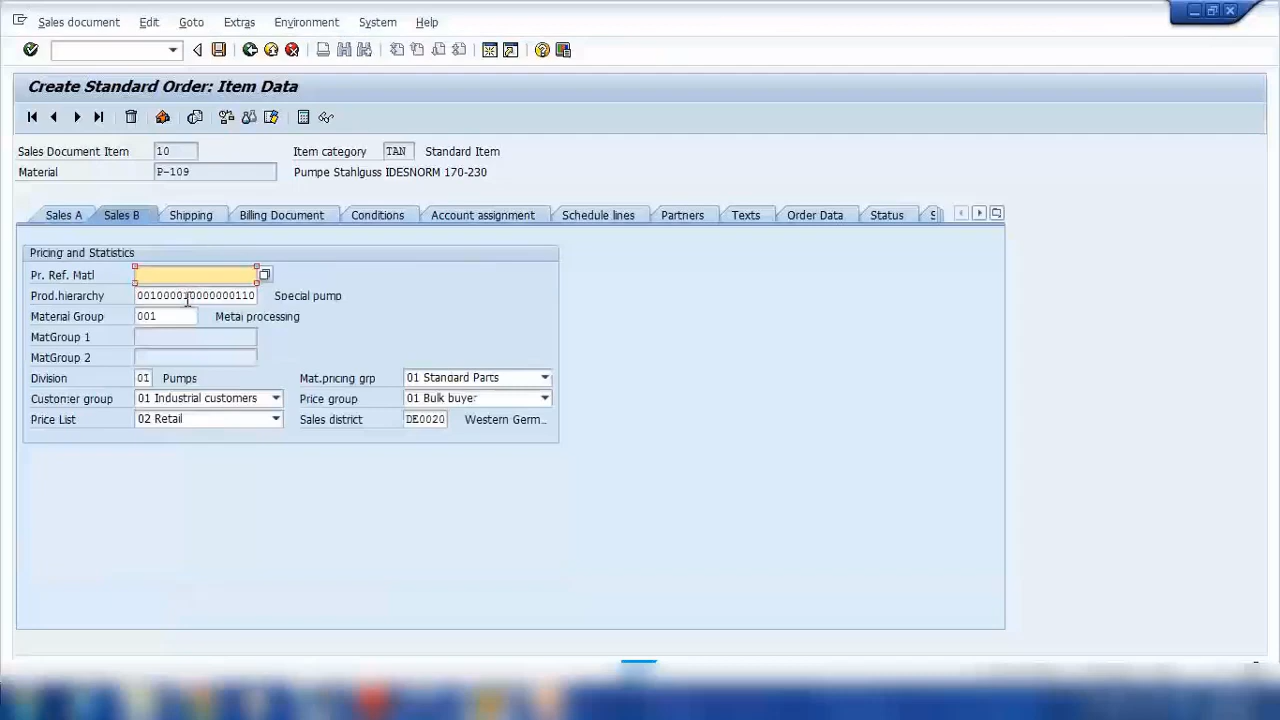 Sales document Edit Goto Extras Environment System Help
Create Standard Order: Item Data
Sales Document Item 10 Item category TAN Standard Item
Material P-109 Pumpe Stahlguss IDESNORM 170-230
Sales A Sales B Shipping Billing Document Conditions Account assignment Schedule lines Partners Texts Order Data Status S
Pricing and Statistics
Pr. Ref. Matl
Prod.hierarchy 001000010000000110 Special pump
Material Group 001 Metal processing
MatGroup 1
MatGroup 2
Division 01 Pumps Mat.pricing grp 01 Standard Parts
Customer group 01 Industrial customers Price group 01 Bulk buyer
Price List 02 Retail Sales district DE0020 Western Germ...